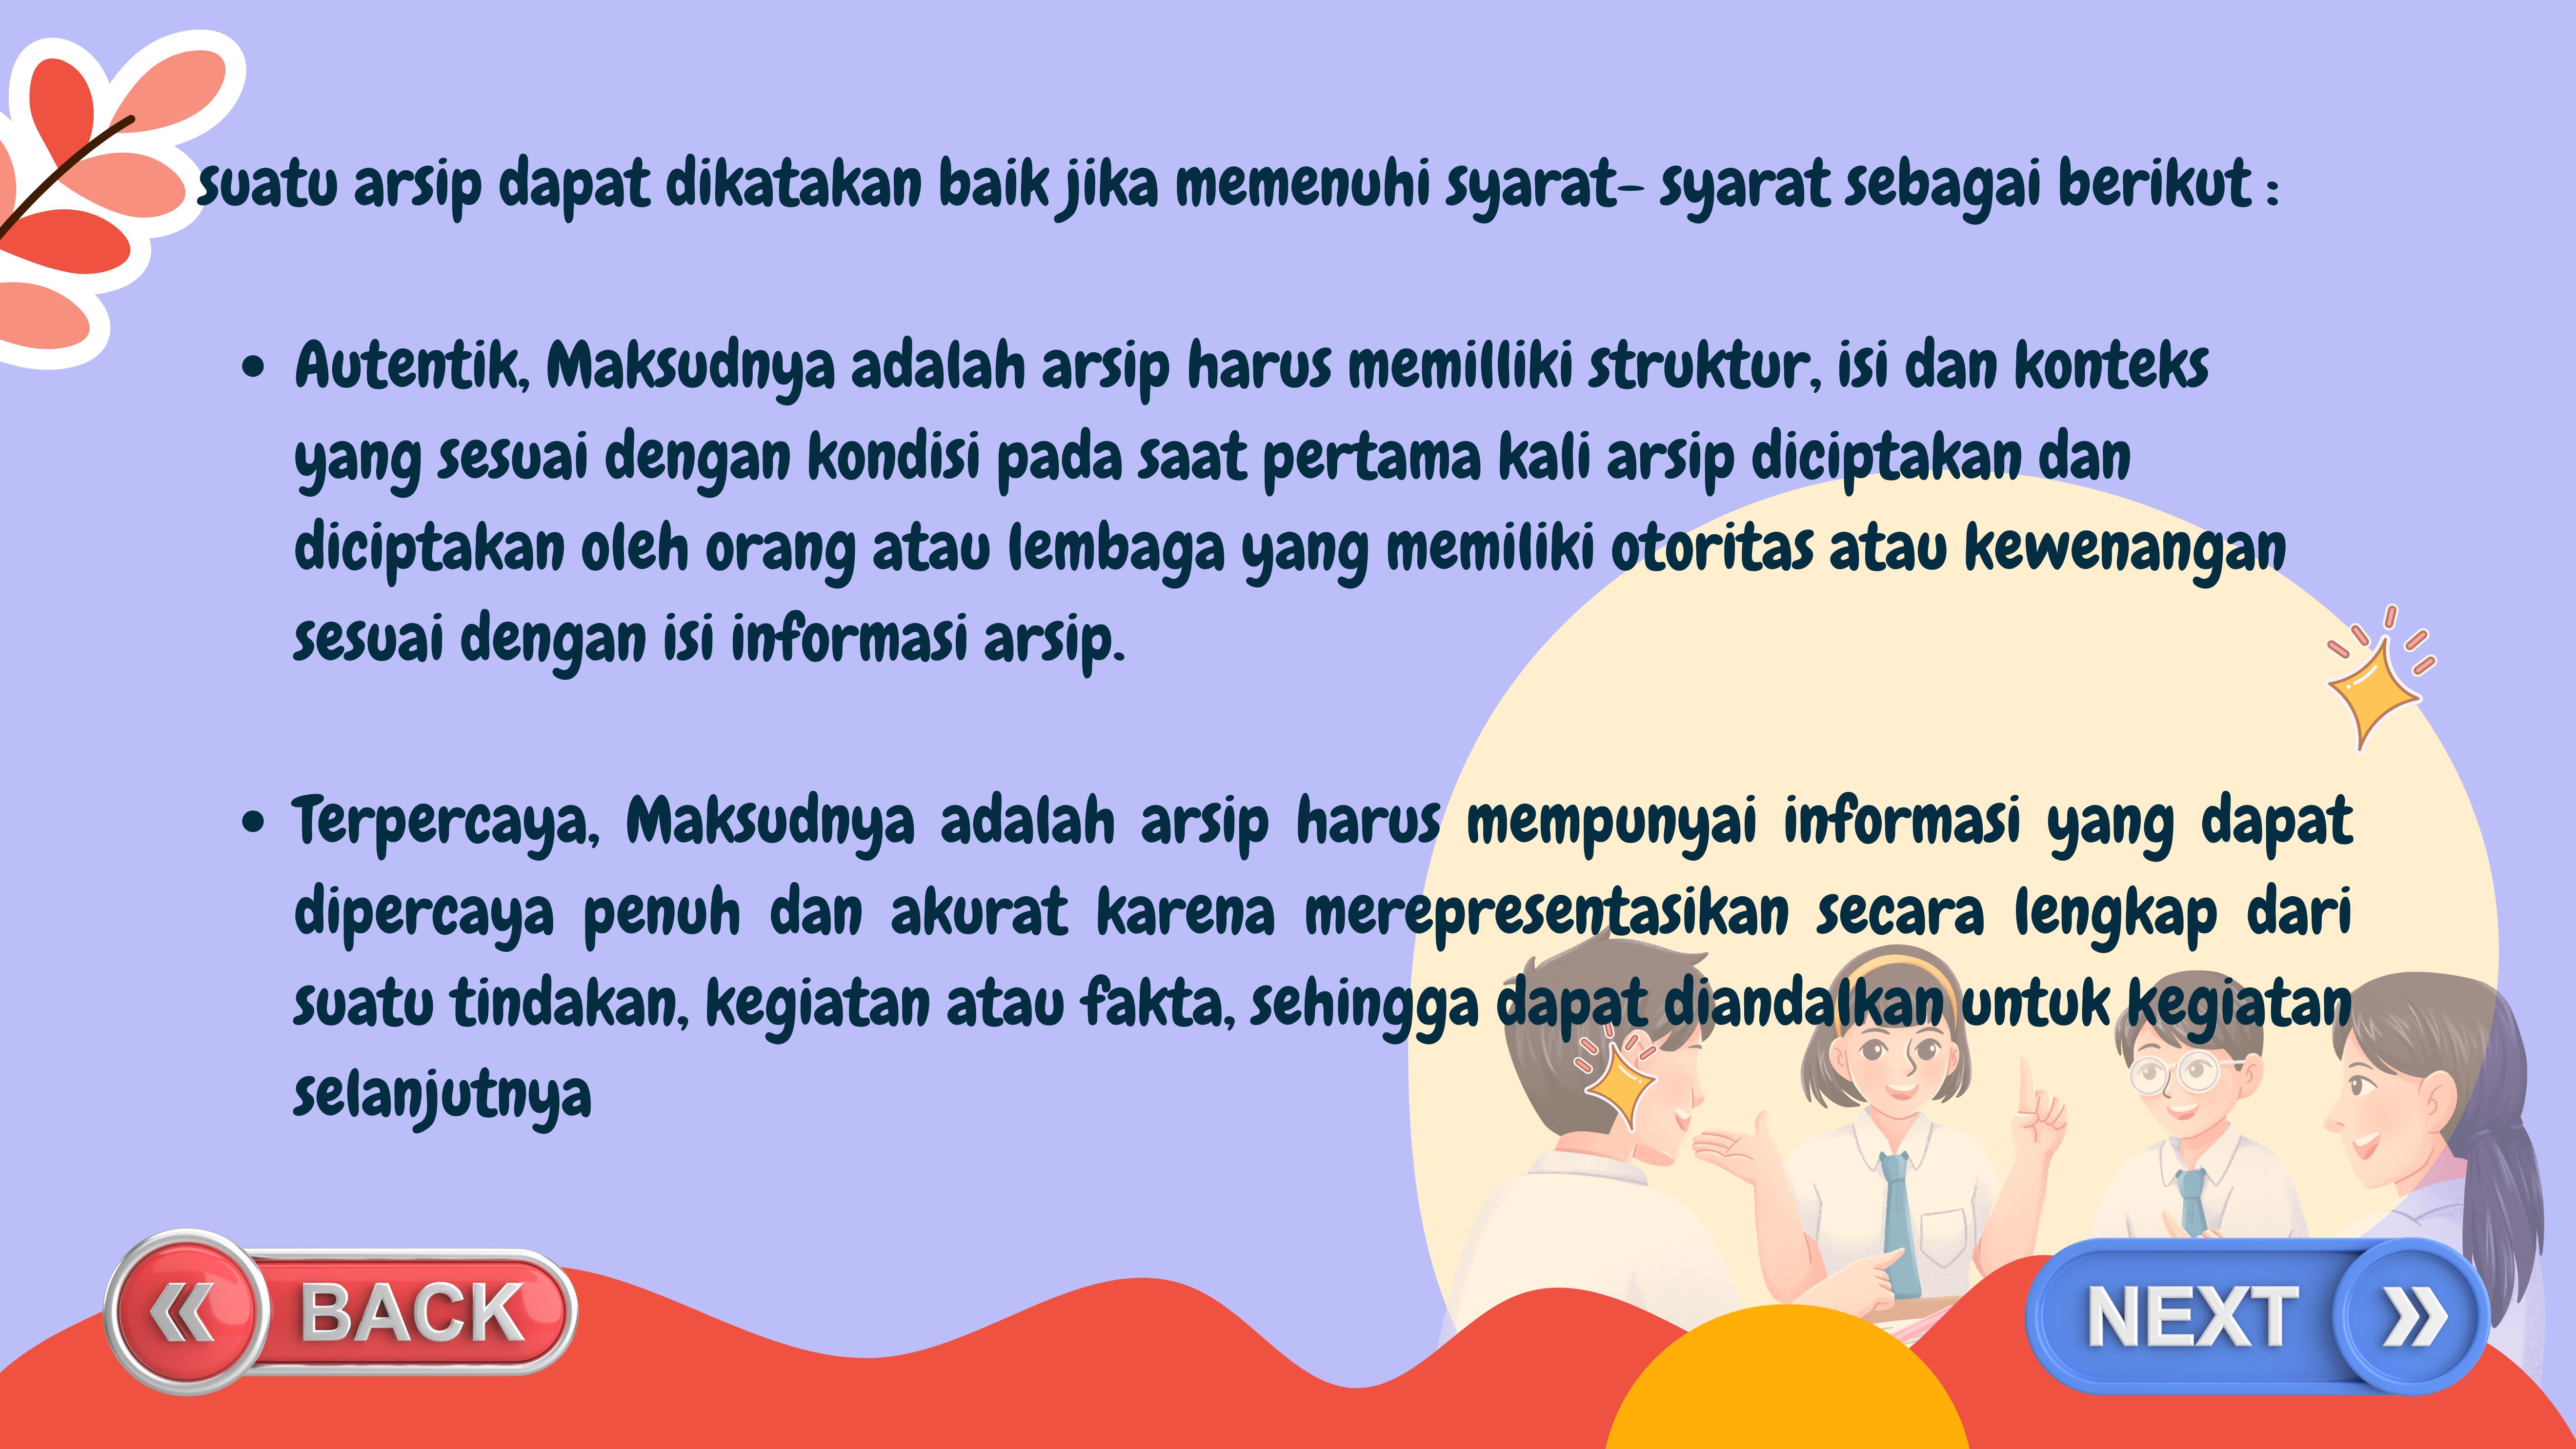 suatu arsip dapat dikatakan baik jika memenuhi syarat- syarat sebagai berikut :
• Autentik, Maksudnya adalah arsip harus memilliki struktur, isi dan konteks
yang sesuai dengan kondisi pada saat pertama kali arsip diciptakan dan
diciptakan oleh orang atau lembaga yang memiliki otoritas atau kewenangan
sesuai dengan isi informasi arsip.
• Terpercaya, Maksudnya adalah arsip harus mempunyai informasi yang dapat
dipercaya penuh dan akurat karena merepresentasikan secara lengkap dari
suatu tindakan, kegiatan atau fakta, sehingga dapat diandalkan untuk kegiatan
selanjutnya
BACK
NEXT